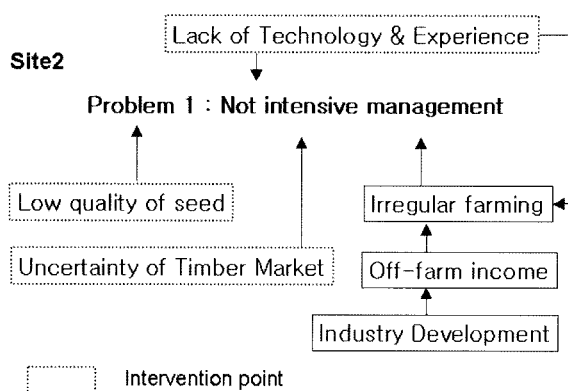 Lack of Technology & Experience
Site2
Problem 1 : Not intensive management
Low quality of seed
Irregular farming
Uncertainty of Timber Market
Off-farm income
Industry Development
Intervention point